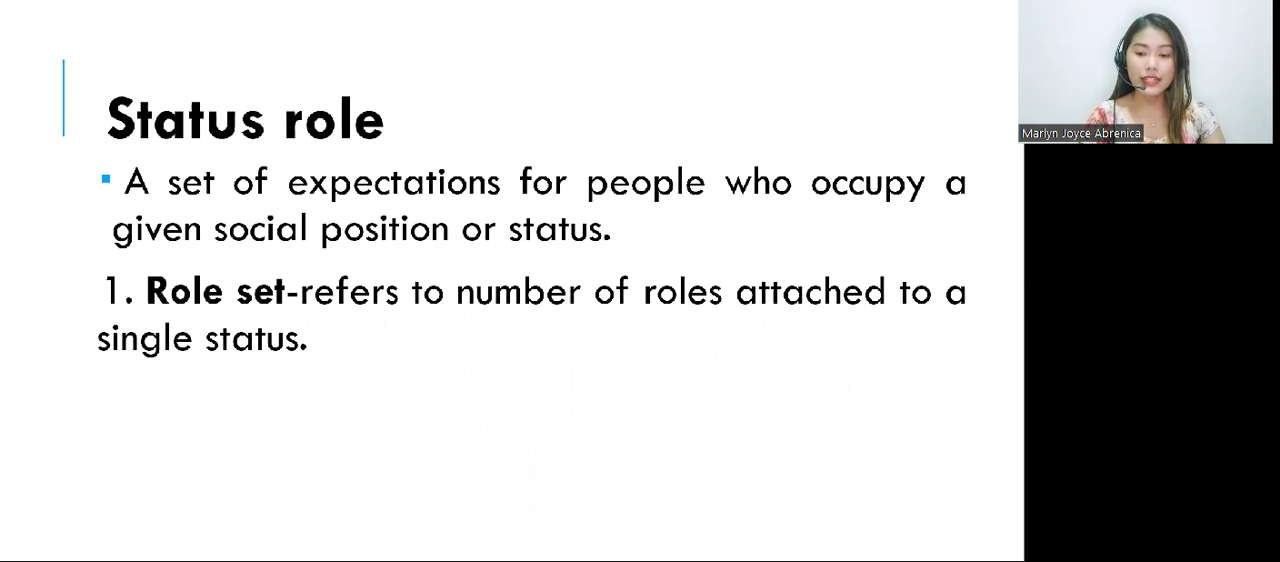 Status role
A set of expectations for people who occupy a
given social position or status.
1. Role set-refers to number of roles attached to a
single status.
Marlyn Joyce Abrenica